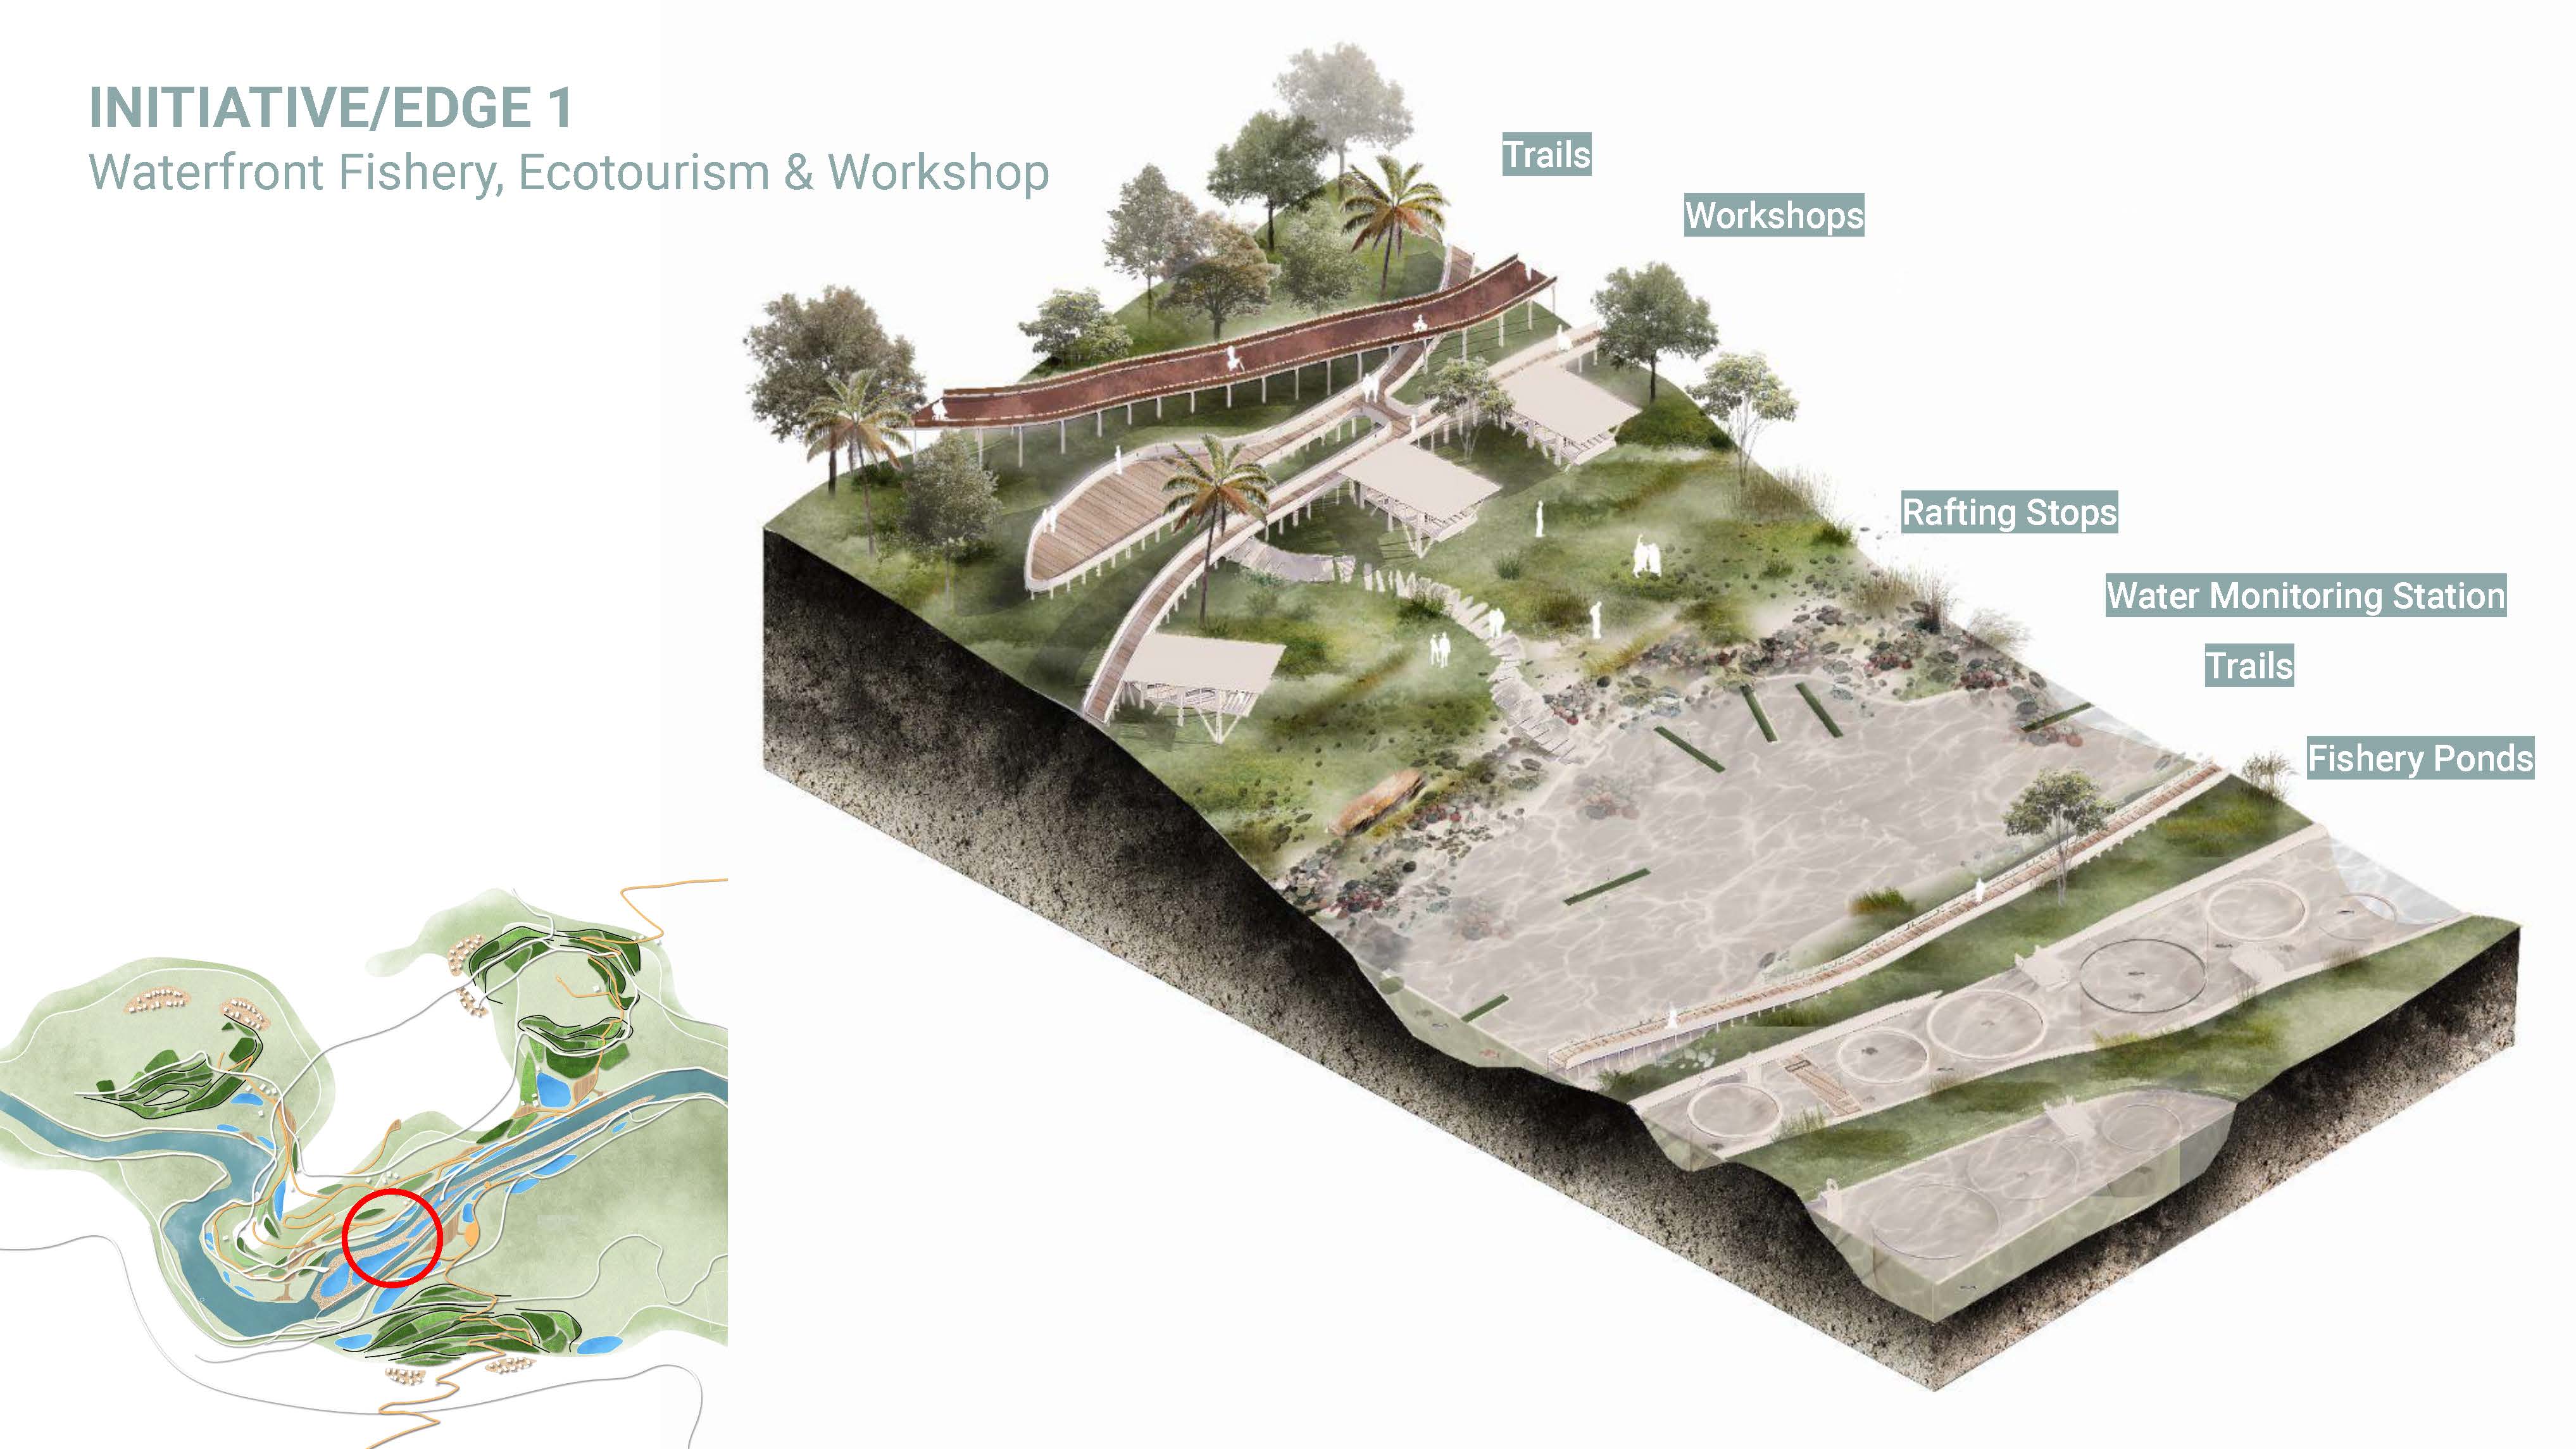 INITIATIVE/EDGE 1
Waterfront Fishery, Ecotourism & Workshop
Trails
Workshops
Rafting Stops
Water Monitoring Station
Trails
Fishery Ponds